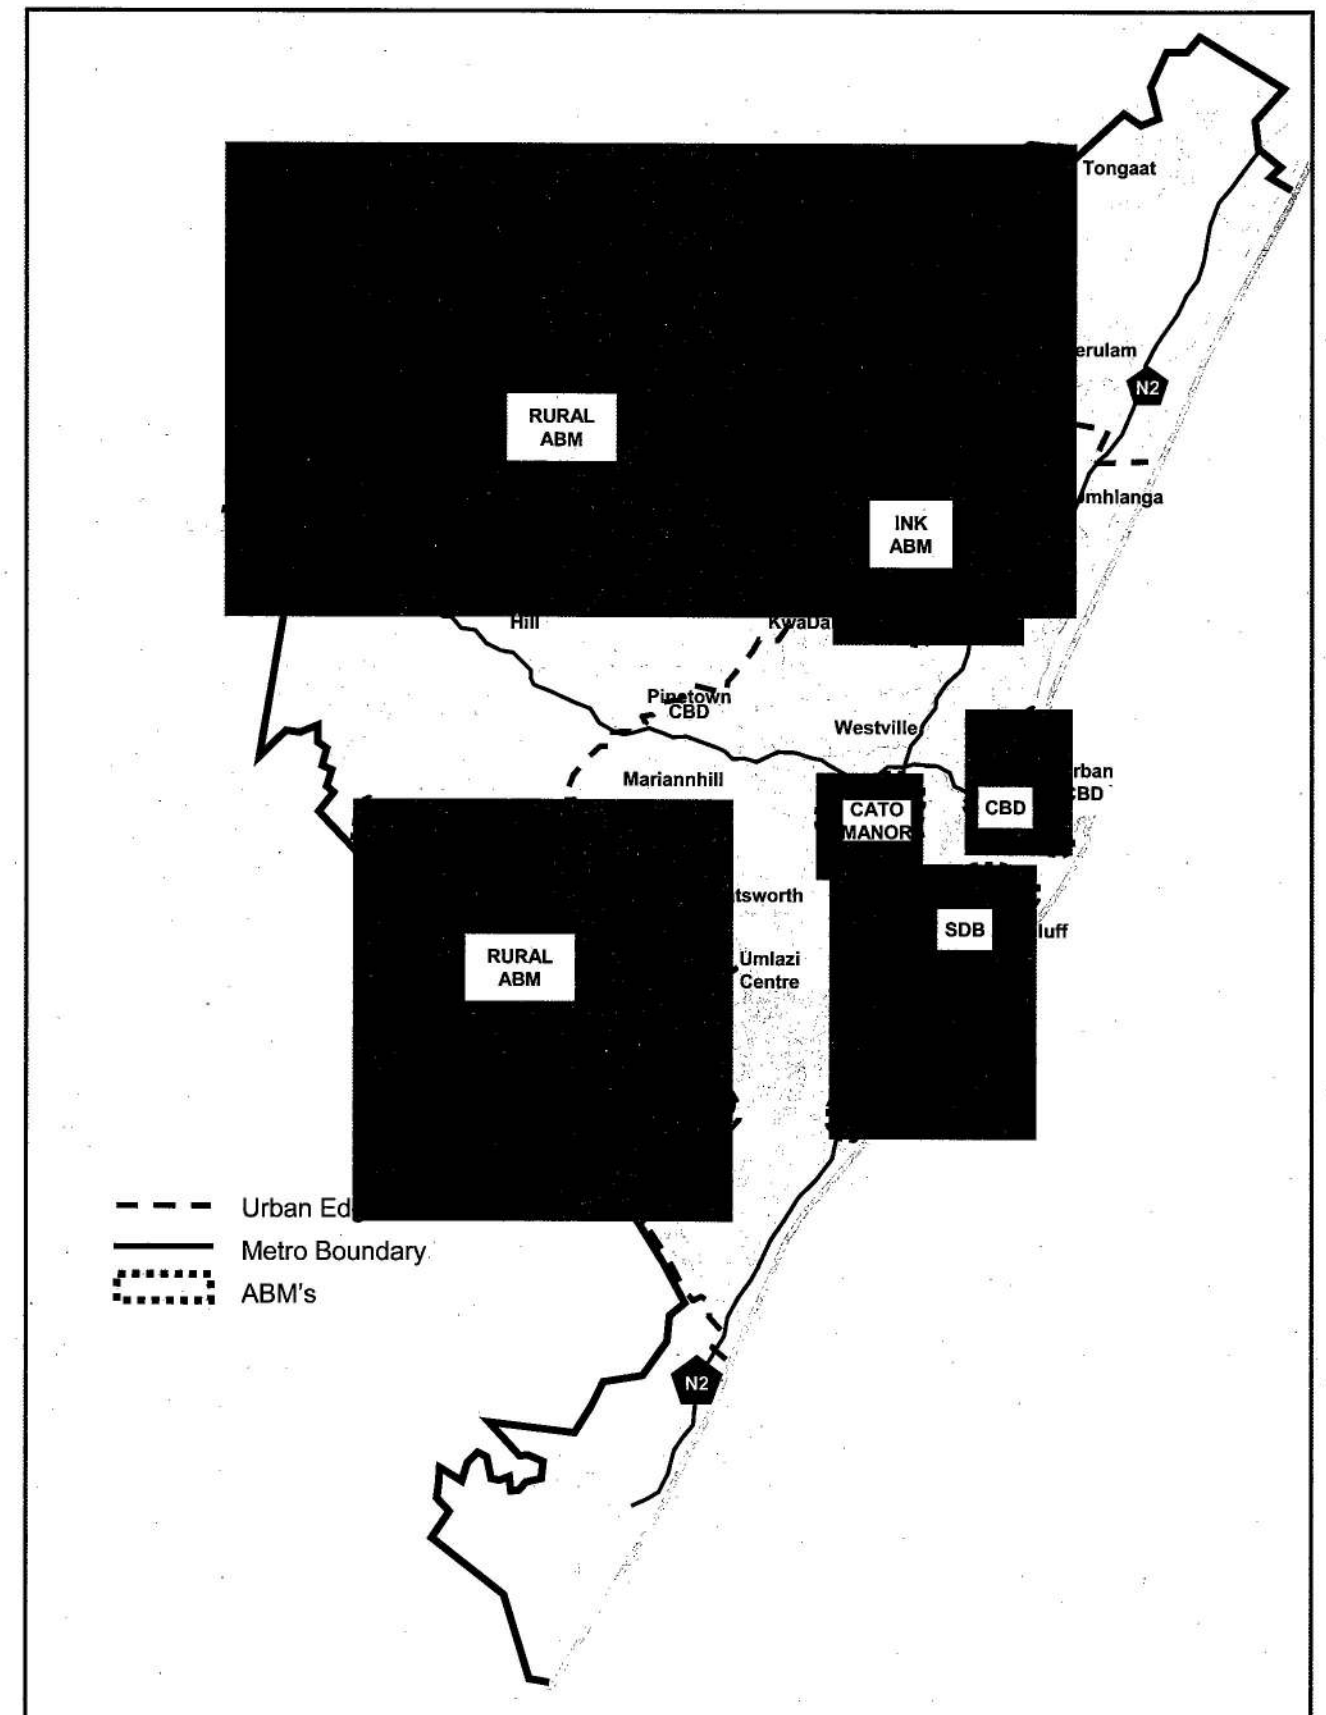 Tongaat
erulam
N2
RURAL
ABM
mhlanga
INK
ABM
Hill
KwaDa
Pinetown
CBD
Westville
Mariannhill
rban
CBD
CATO
MANOR
CBD
tsworth
SDB
luff
RURAL
ABM
Umlazi
Centre
Urban Ed
Metro Boundary
ABM's
N2